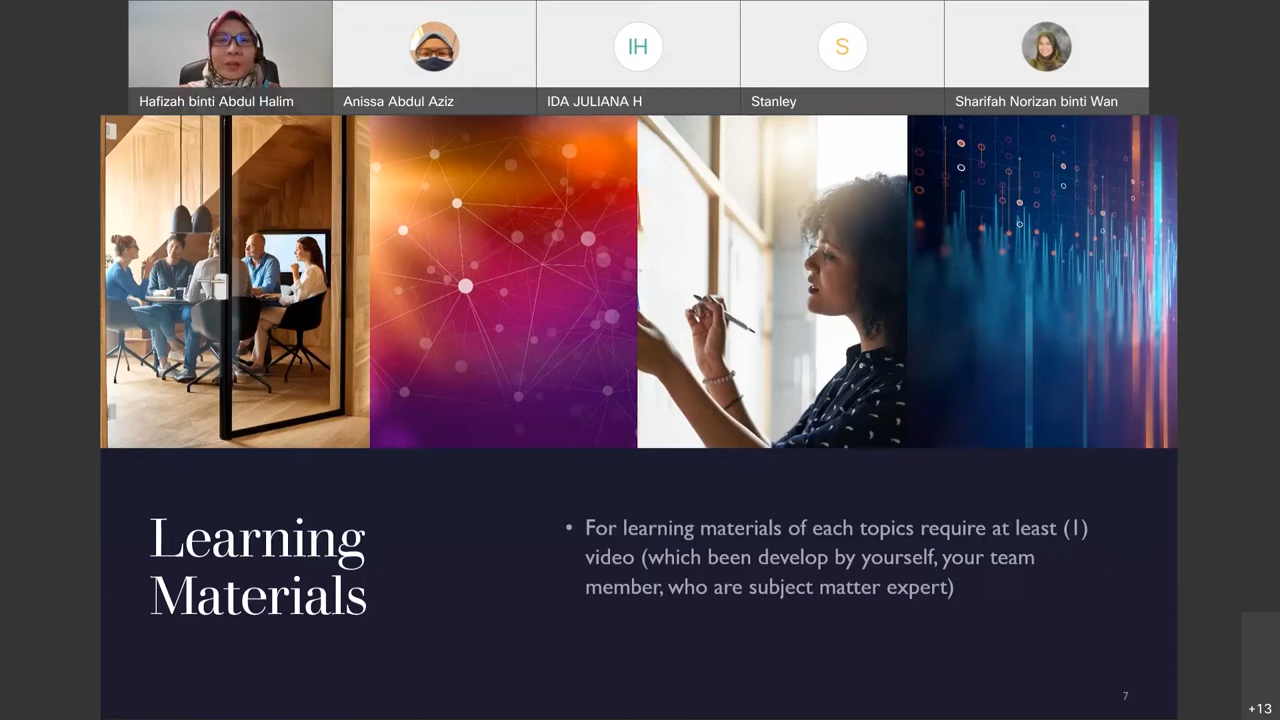 IH
S
Hafizah binti Abdul Halim
Anissa Abdul Aziz
IDA JULIANA H
Stanley
Sharifah Norizan binti Wan
Learning
Materials
• For learning materials of each topics require at least (1)
video (which been develop by yourself, your team
member, who are subject matter expert)
7
+13